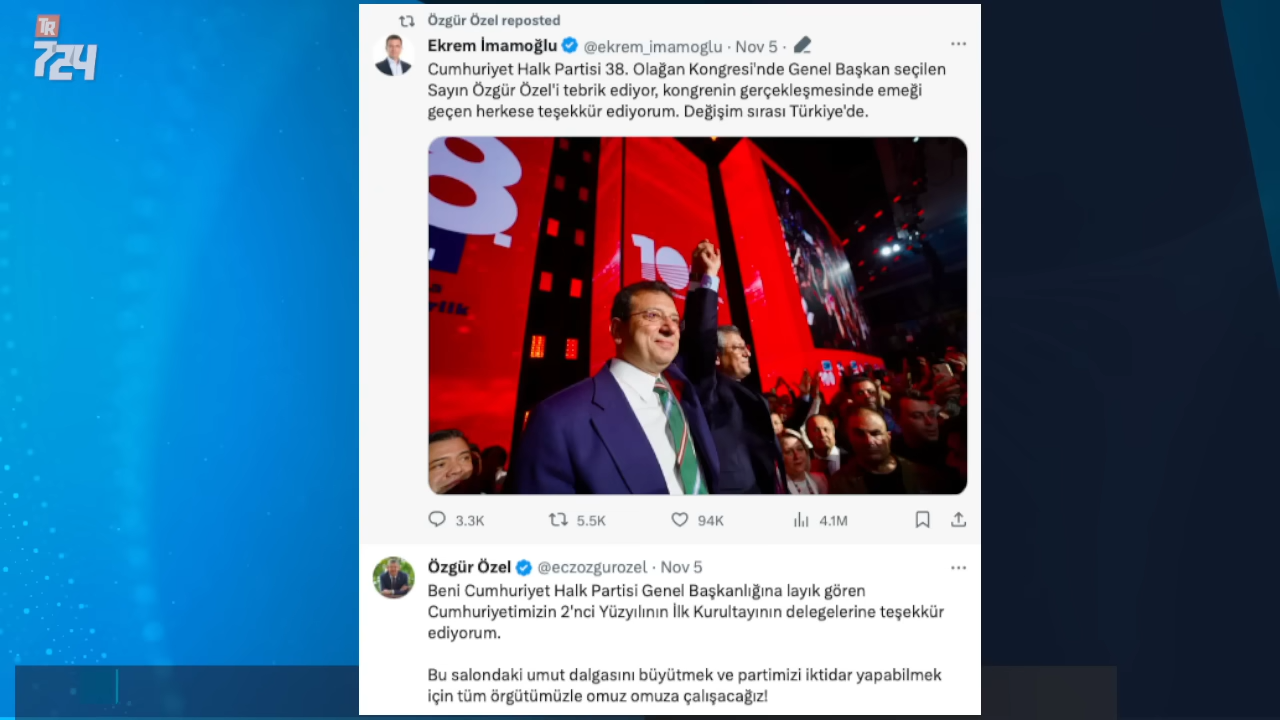 TR
724
Özgür Özel reposted
Ekrem İmamoğlu @ekrem_imamoglu · Nov 5 ·
Cumhuriyet Halk Partisi 38. Olağan Kongresi'nde Genel Başkan seçilen
Sayın Özgür Özel'i tebrik ediyor, kongrenin gerçekleşmesinde emeği
geçen herkese teşekkür ediyorum. Değişim sırası Türkiye'de.
8.
10
3.3K 5.5K 94K 4.1M
Özgür Özel @eczozgurozel · Nov 5
Beni Cumhuriyet Halk Partisi Genel Başkanlığına layık gören
Cumhuriyetimizin 2'nci Yüzyılının İlk Kurultayının delegelerine teşekkür
ediyorum.
Bu salondaki umut dalgasını büyütmek ve partimizi iktidar yapabilmek
için tüm örgütümüzle omuz omuza çalışacağız!